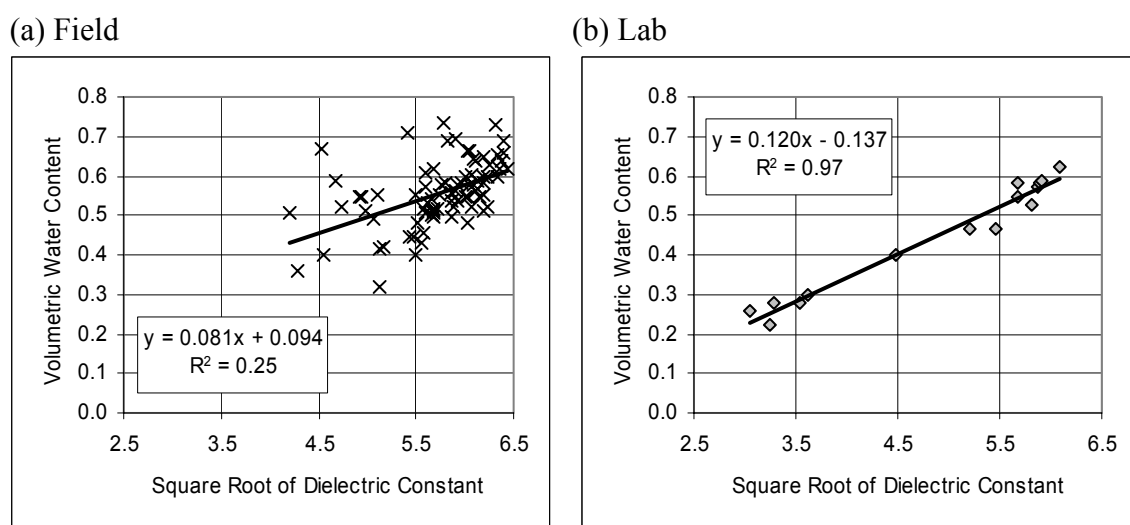 (a) Field
Volumetric Water Content
0.8
0.7
0.6
0.5
0.4
0.3
0.2
0.1
0.0
y = 0.081x + 0.094
R² = 0.25
2.5 3.5 4.5 5.5 6.5
Square Root of Dielectric Constant
(b) Lab
Volumetric Water Content
0.8
0.7
0.6
0.5
0.4
0.3
0.2
0.1
0.0
y = 0.120x - 0.137
R² = 0.97
2.5 3.5 4.5 5.5 6.5
Square Root of Dielectric Constant